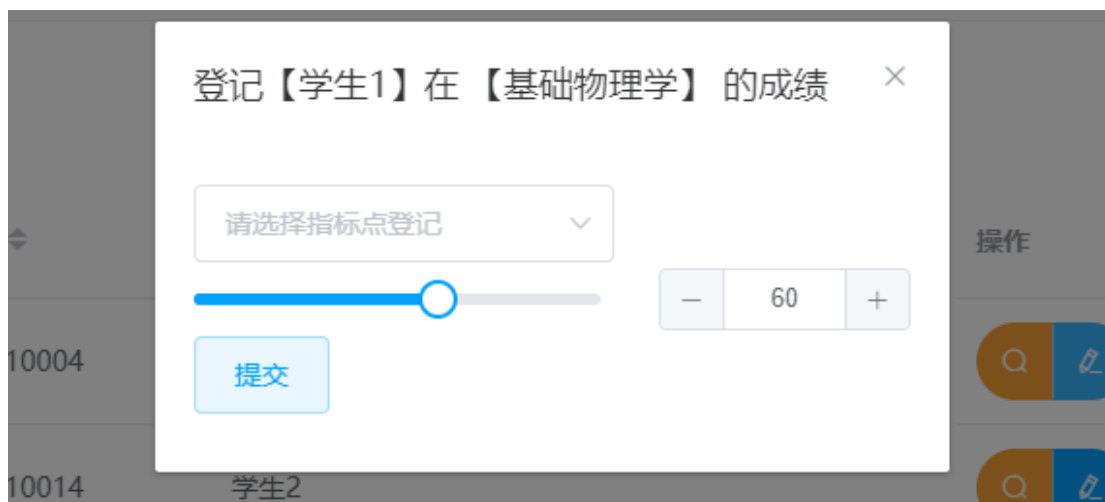 登记【学生1】在 【基础物理学】 的成绩
请选择指标点登记
操作
60
10004
提交
10014
学生2